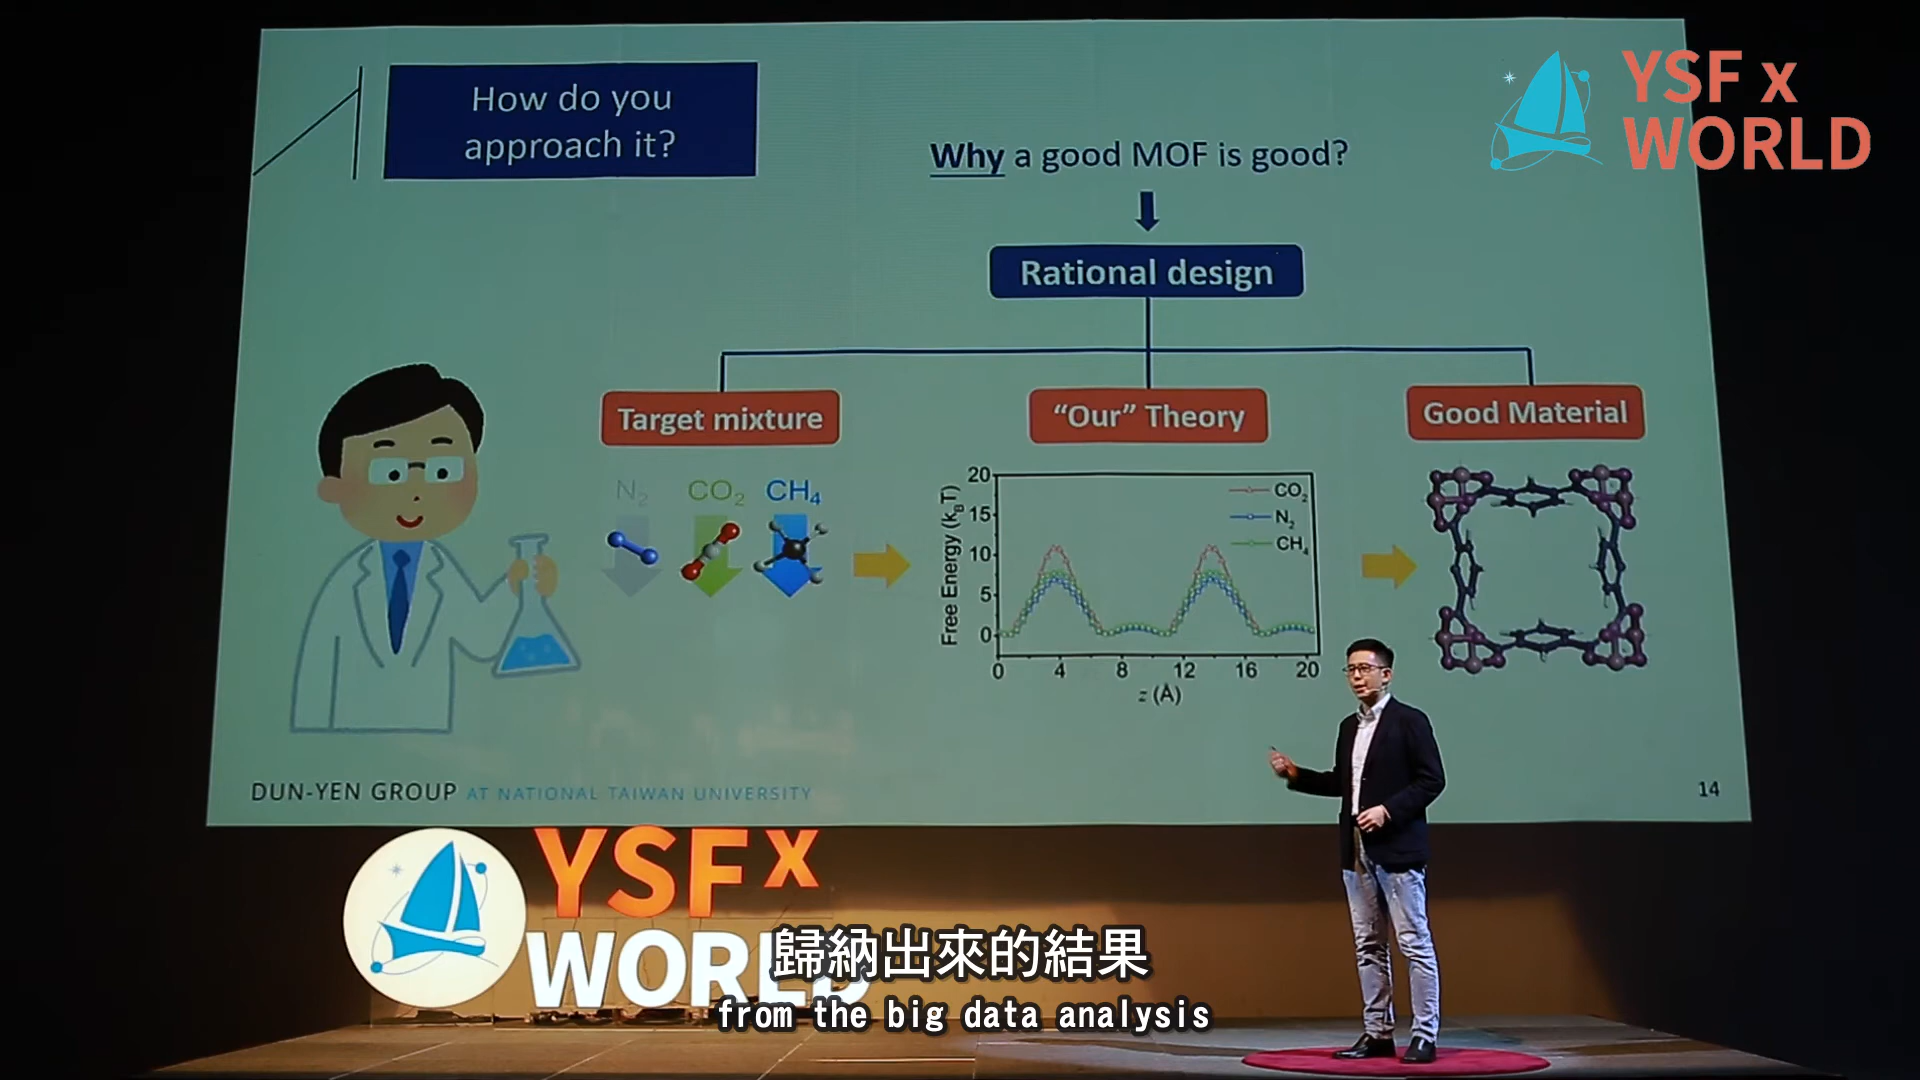 How do you
approach it?
YSF x
WORLD
Why a good MOF is good?
Rational design
Target mixture
"Our" Theory
Good Material
N₂ CO₂ CH₄
Free Energy (k_BT)
20
15
10
5
0
CO₂
N₂
CH₄
0 4 8 12 16 20
z (Å)
DUN-YEN GROUP AT NATIONAL TAIWAN UNIVERSITY
14
YSF x
WORLD
歸納出來的結果
from the big data analysis